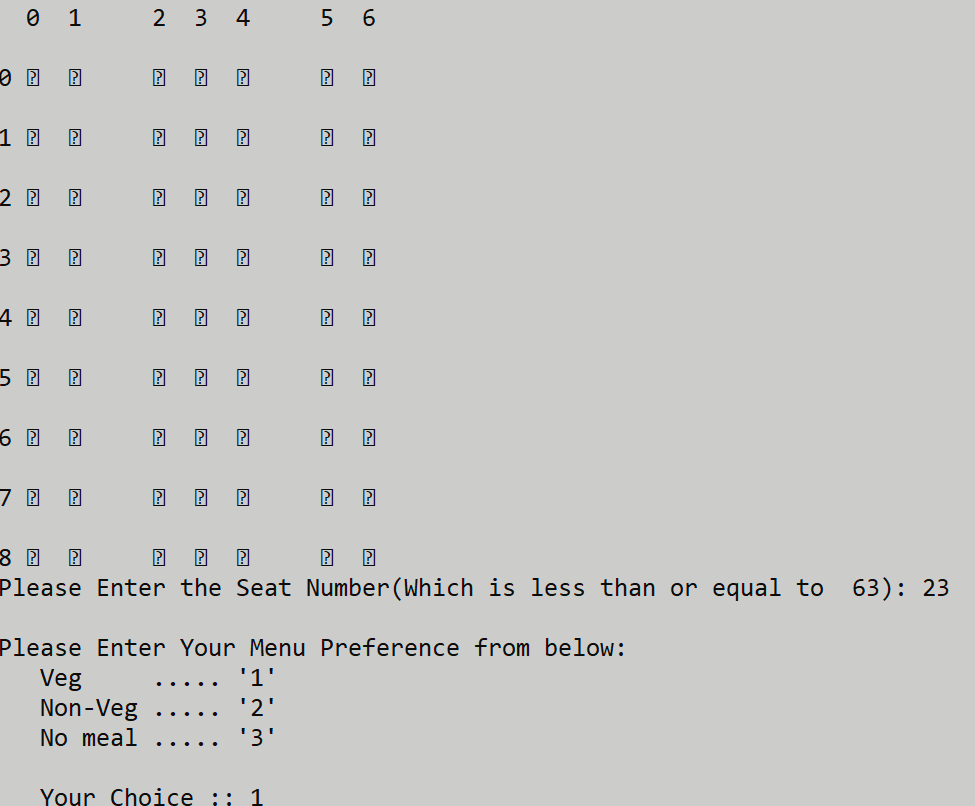 0 1 2 3 4 5 6
0 ⍰ ⍰ ⍰ ⍰ ⍰ ⍰ ⍰
1 ⍰ ⍰ ⍰ ⍰ ⍰ ⍰ ⍰
2 ⍰ ⍰ ⍰ ⍰ ⍰ ⍰ ⍰
3 ⍰ ⍰ ⍰ ⍰ ⍰ ⍰ ⍰
4 ⍰ ⍰ ⍰ ⍰ ⍰ ⍰ ⍰
5 ⍰ ⍰ ⍰ ⍰ ⍰ ⍰ ⍰
6 ⍰ ⍰ ⍰ ⍰ ⍰ ⍰ ⍰
7 ⍰ ⍰ ⍰ ⍰ ⍰ ⍰ ⍰
8 ⍰ ⍰ ⍰ ⍰ ⍰ ⍰ ⍰
Please Enter the Seat Number(Which is less than or equal to  63): 23
Please Enter Your Menu Preference from below:
Veg     ..... '1'
Non-Veg ..... '2'
No meal ..... '3'
Your Choice :: 1